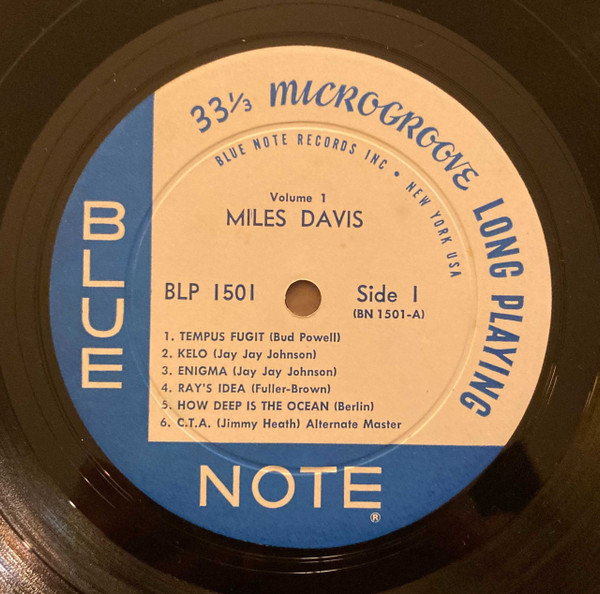 33⅓ MICROGROOVE LONG PLAYING
BLUE NOTE RECORDS INC • NEW YORK USA
Volume 1
MILES DAVIS
BLP 1501
Side 1
(BN 1501-A)
1. TEMPUS FUGIT (Bud Powell)
2. KELO (Jay Jay Johnson)
3. ENIGMA (Jay Jay Johnson)
4. RAY'S IDEA (Fuller-Brown)
5. HOW DEEP IS THE OCEAN (Berlin)
6. C.T.A. (Jimmy Heath) Alternate Master
BLUE
NOTE
®